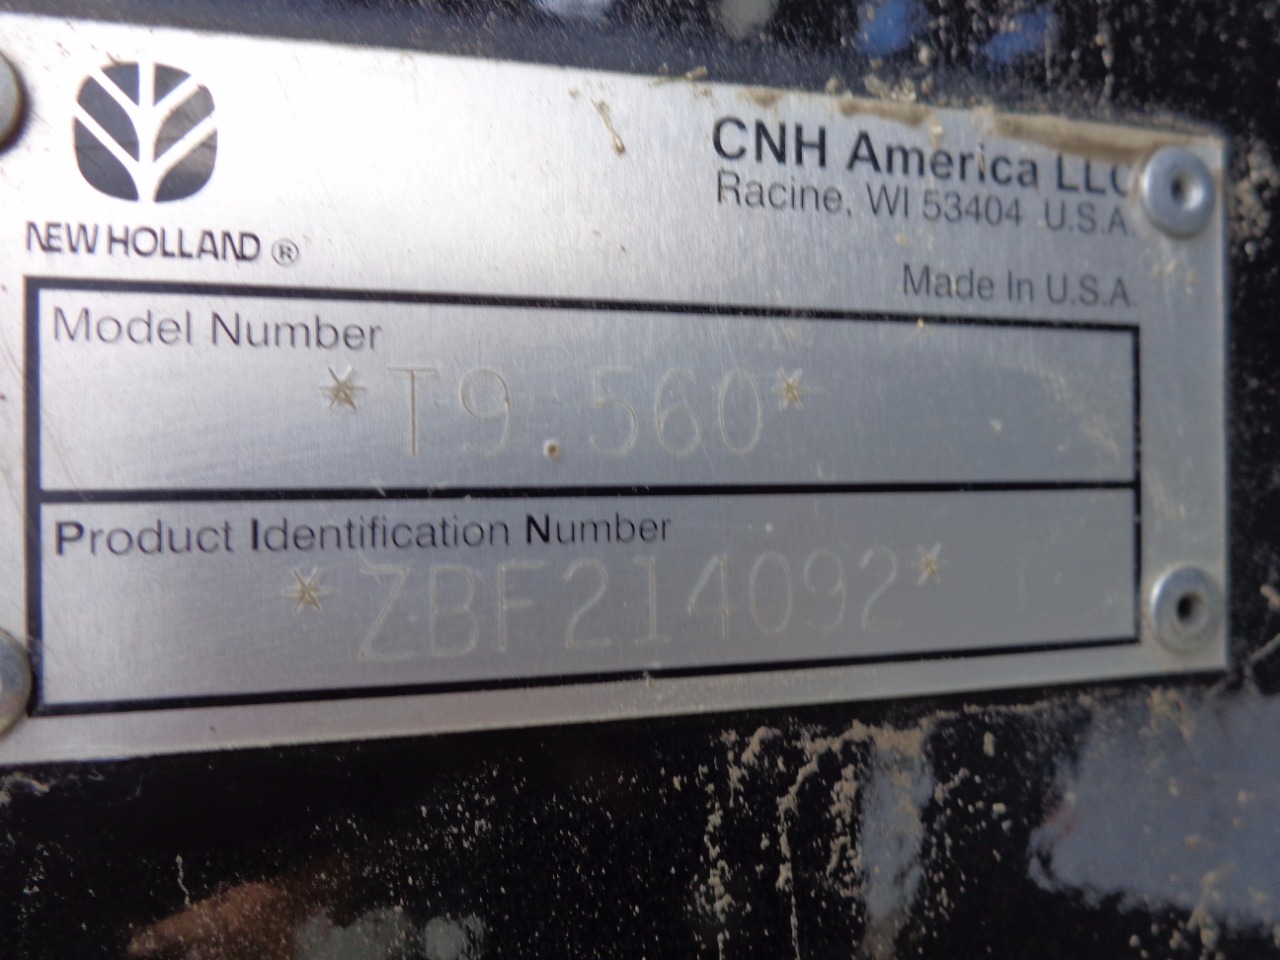 NEW HOLLAND ®
CNH America LLC
Racine, WI 53404 U.S.A.
Made In U.S.A.
Model Number
*T9.560*
Product Identification Number
*ZBF214092*